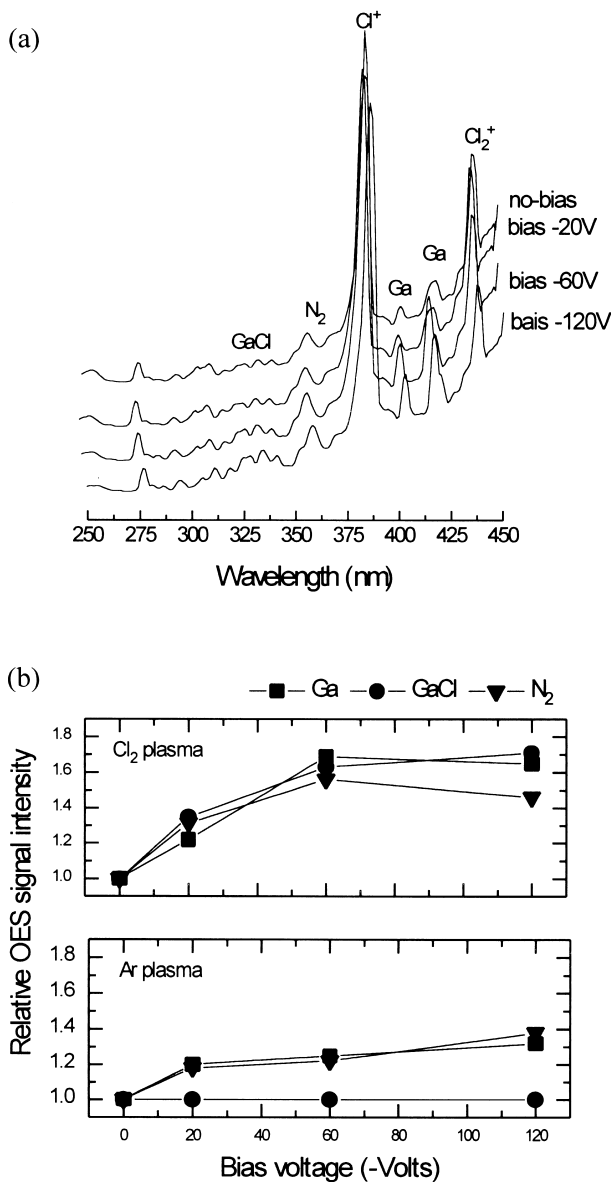 (a)
Cl+
Cl2+
no-bias
bias -20V
Ga
Ga
bias -60V
N2
GaCl
bais -120V
250 275 300 325 350 375 400 425 450
Wavelength (nm)
(b)
Ga GaCl N2
1.8
Cl2 plasma
1.6
1.4
1.2
1.0
Relative OES signal intensity
1.8
Ar plasma
1.6
1.4
1.2
1.0
0 20 40 60 80 100 120
Bias voltage (-Volts)